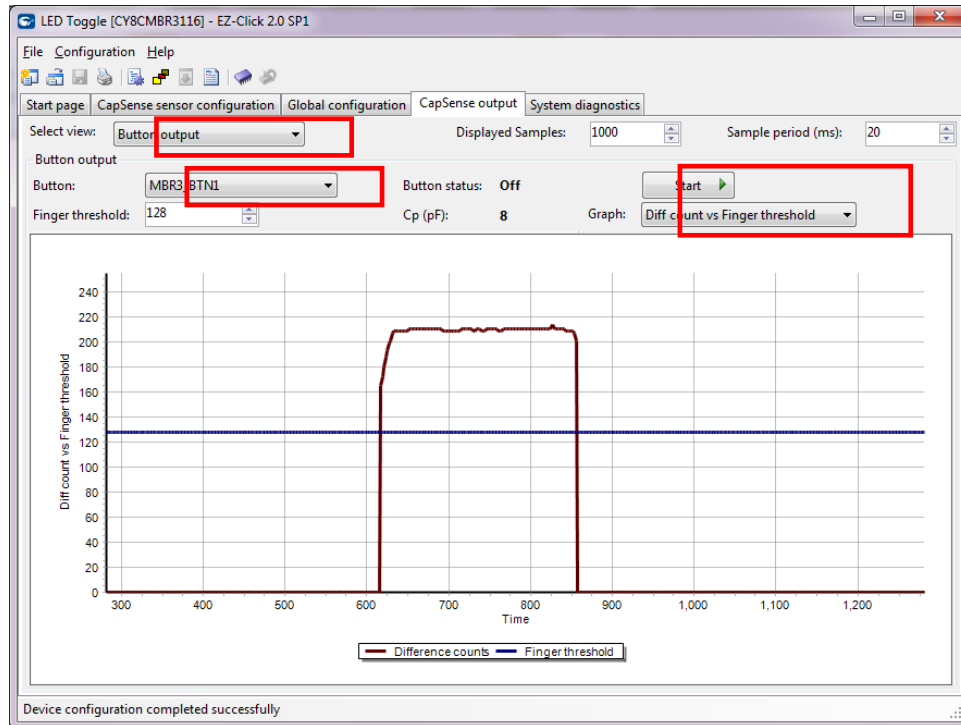 LED Toggle [CY8CMBR3116] - EZ-Click 2.0 SP1
File Configuration Help
Start page CapSense sensor configuration Global configuration CapSense output System diagnostics
Select view: Button output Displayed Samples: 1000 Sample period (ms): 20
Button output
Button: MBR3_BTN1 Button status: Off Start
Finger threshold: 128 Cp (pF): 8 Graph: Diff count vs Finger threshold
240
220
200
180
160
140
120
100
80
60
40
20
0
Diff count vs Finger threshold
300 400 500 600 700 800 900 1,000 1,100 1,200
Time
Difference counts Finger threshold
Device configuration completed successfully